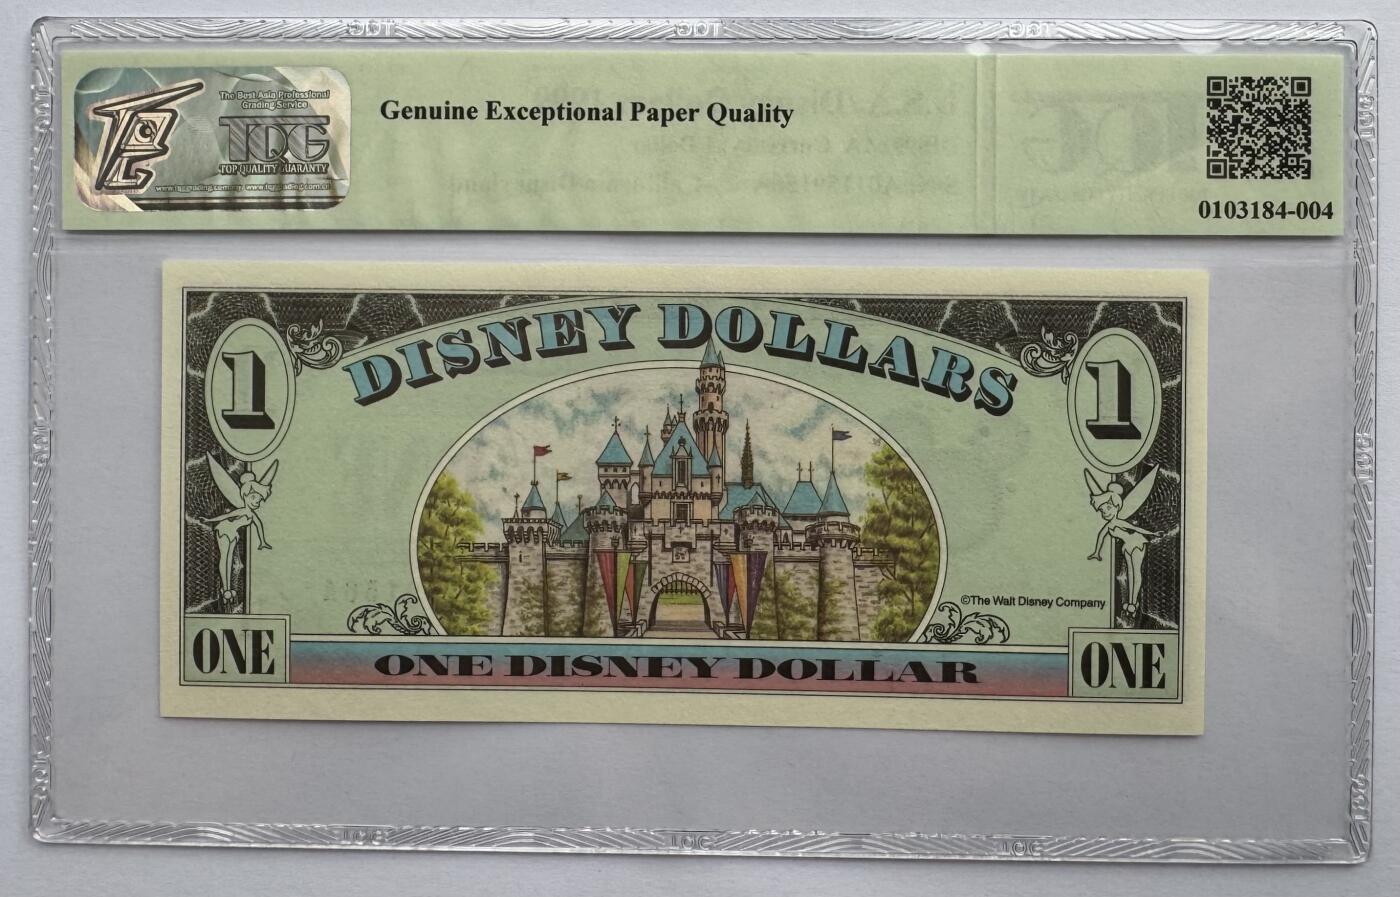 The Best Asia Professional
Grading Service
TQG
TOP QUALITY GUARANTY
Genuine Exceptional Paper Quality
0103184-004
DISNEY DOLLARS
1
1
©The Walt Disney Company
ONE
ONE DISNEY DOLLAR
ONE